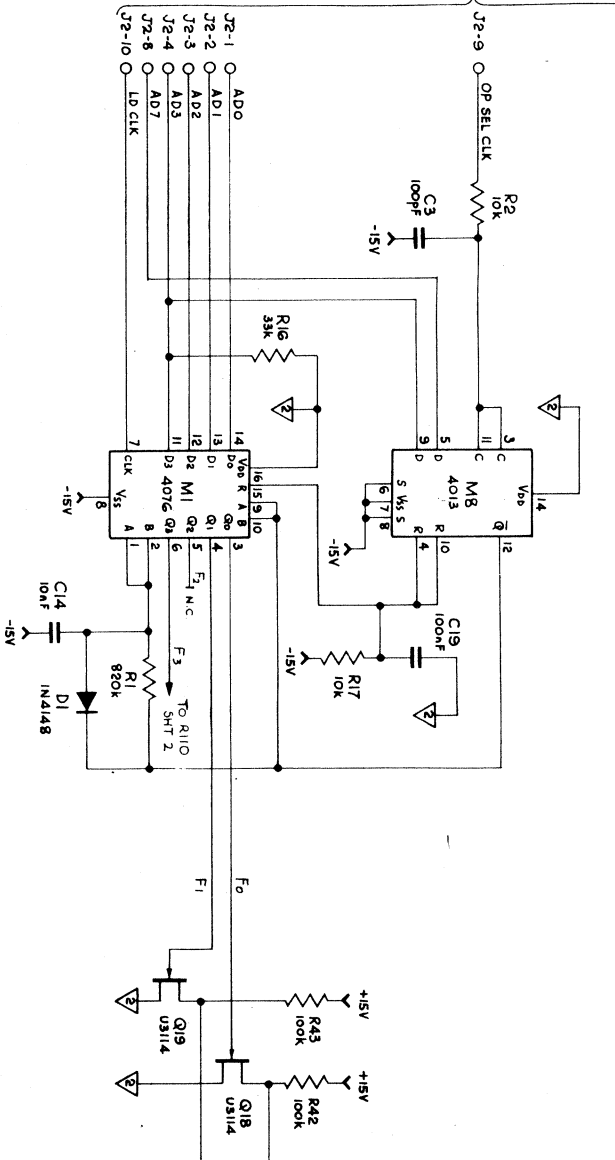 J2-9
OP SEL CLK
R2
10K
C3
100pF
-15V
2
VDD
14
3
C
11
C
M8
4013
5
D
9
D
Q̅
12
S
VSS
S
6
7
8
R
R
4
10
-15V
C19
100nF
R17
10k
-15V
2
J2-1
AD0
J2-2
AD1
J2-3
AD2
J2-4
AD3
J2-8
AD7
J2-10
LD CLK
R16
33k
2
14
D0
13
D1
12
D2
11
D3
7
CLK
M1
4076
VDD
16
R
15
A
9
B
10
Q0
3
Q1
4
Q2
5
Q3
6
B
2
A
1
VSS
8
-15V
F2
N.C
F3
TO R110
SHT 2
C14
10nF
-15V
R1
820k
D1
1N4148
F0
F1
+15V
R43
100k
Q19
U3114
2
+15V
R42
100k
Q18
U3114
2